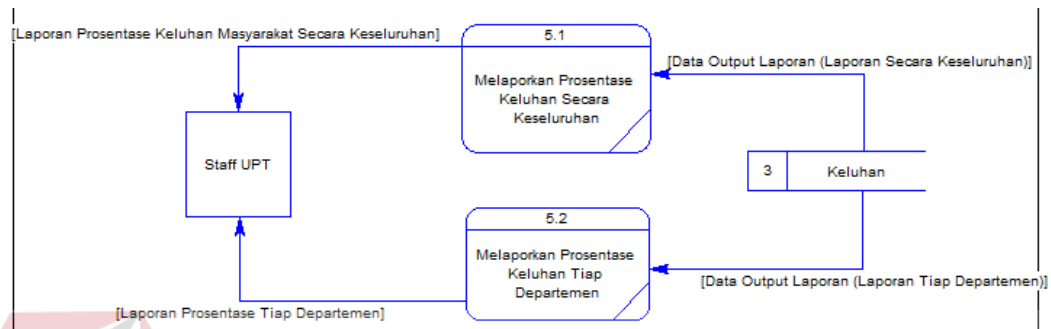 [Laporan Prosentase Keluhan Masyarakat Secara Keseluruhan]
5.1
Melaporkan Prosentase
Keluhan Secara
Keseluruhan
[Data Output Laporan (Laporan Secara Keseluruhan)]
Staff UPT
3
Keluhan
5.2
Melaporkan Prosentase
Keluhan Tiap
Departemen
[Data Output Laporan (Laporan Tiap Departemen)]
[Laporan Prosentase Tiap Departemen]